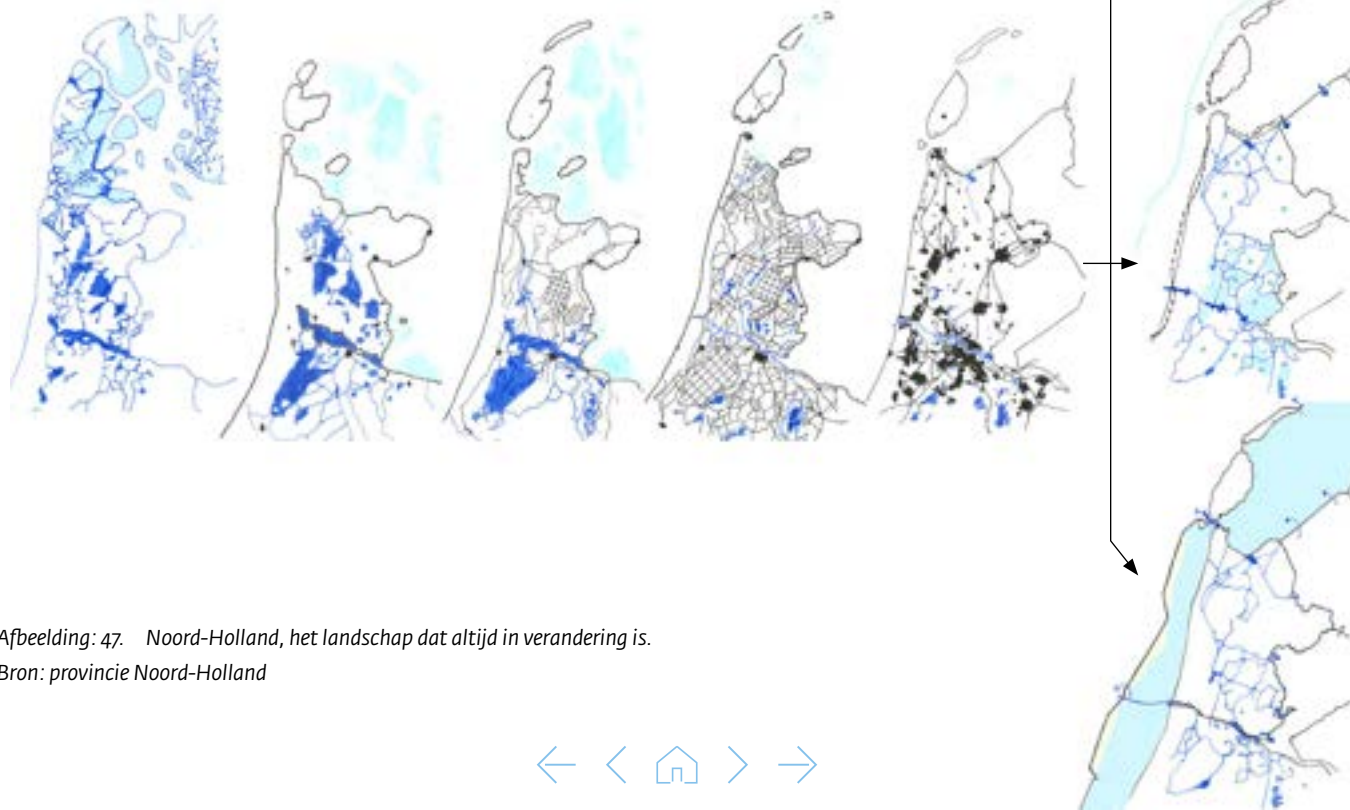 Afbeelding: 47. Noord-Holland, het landschap dat altijd in verandering is.
Bron: provincie Noord-Holland